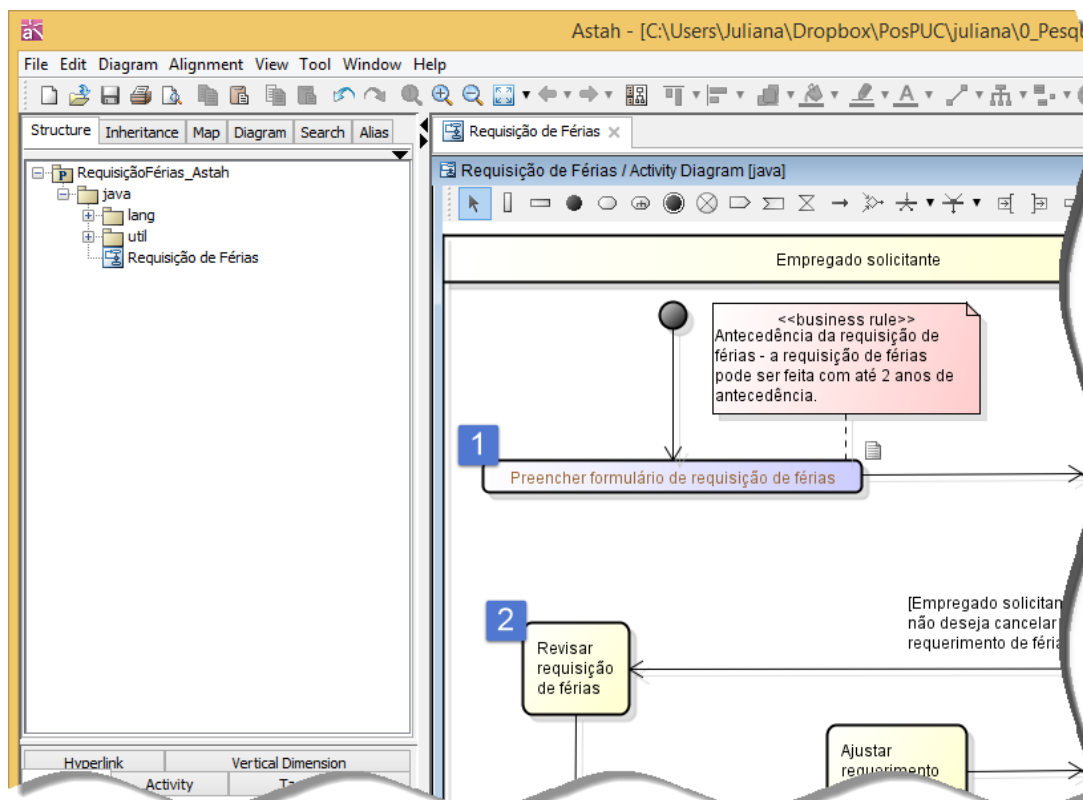 Astah - [C:\Users\Juliana\Dropbox\PosPUC\juliana\0_Pesq
File Edit Diagram Alignment View Tool Window Help
Structure Inheritance Map Diagram Search Alias
RequisiçãoFérias_Astah
java
lang
util
Requisição de Férias
Hyperlink Vertical Dimension
Activity
Requisição de Férias
Requisição de Férias / Activity Diagram [java]
Empregado solicitante
<<business rule>>
Antecedência da requisição de
férias - a requisição de férias
pode ser feita com até 2 anos de
antecedência.
1
Preencher formulário de requisição de férias
2
Revisar
requisição
de férias
[Empregado solicitan
não deseja cancelar
requerimento de féria
Ajustar
requerimento